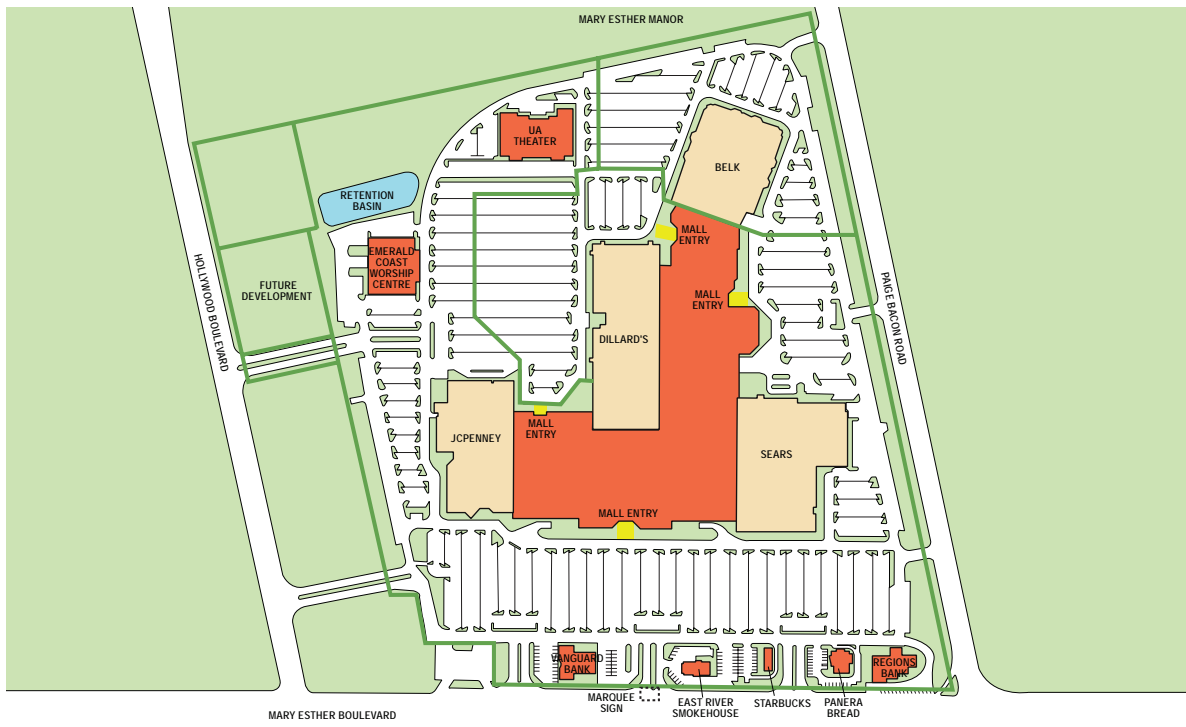 MARY ESTHER MANOR
UA
THEATER
BELK
RETENTION
BASIN
MALL
ENTRY
EMERALD
COAST
WORSHIP
CENTRE
HOLLYWOOD BOULEVARD
FUTURE
DEVELOPMENT
MALL
ENTRY
PAIGE BACON ROAD
DILLARD'S
MALL
ENTRY
JCPENNEY
SEARS
MALL ENTRY
VANGUARD
BANK
REGIONS
BANK
MARQUEE
SIGN
EAST RIVER
SMOKEHOUSE
STARBUCKS
PANERA
BREAD
MARY ESTHER BOULEVARD